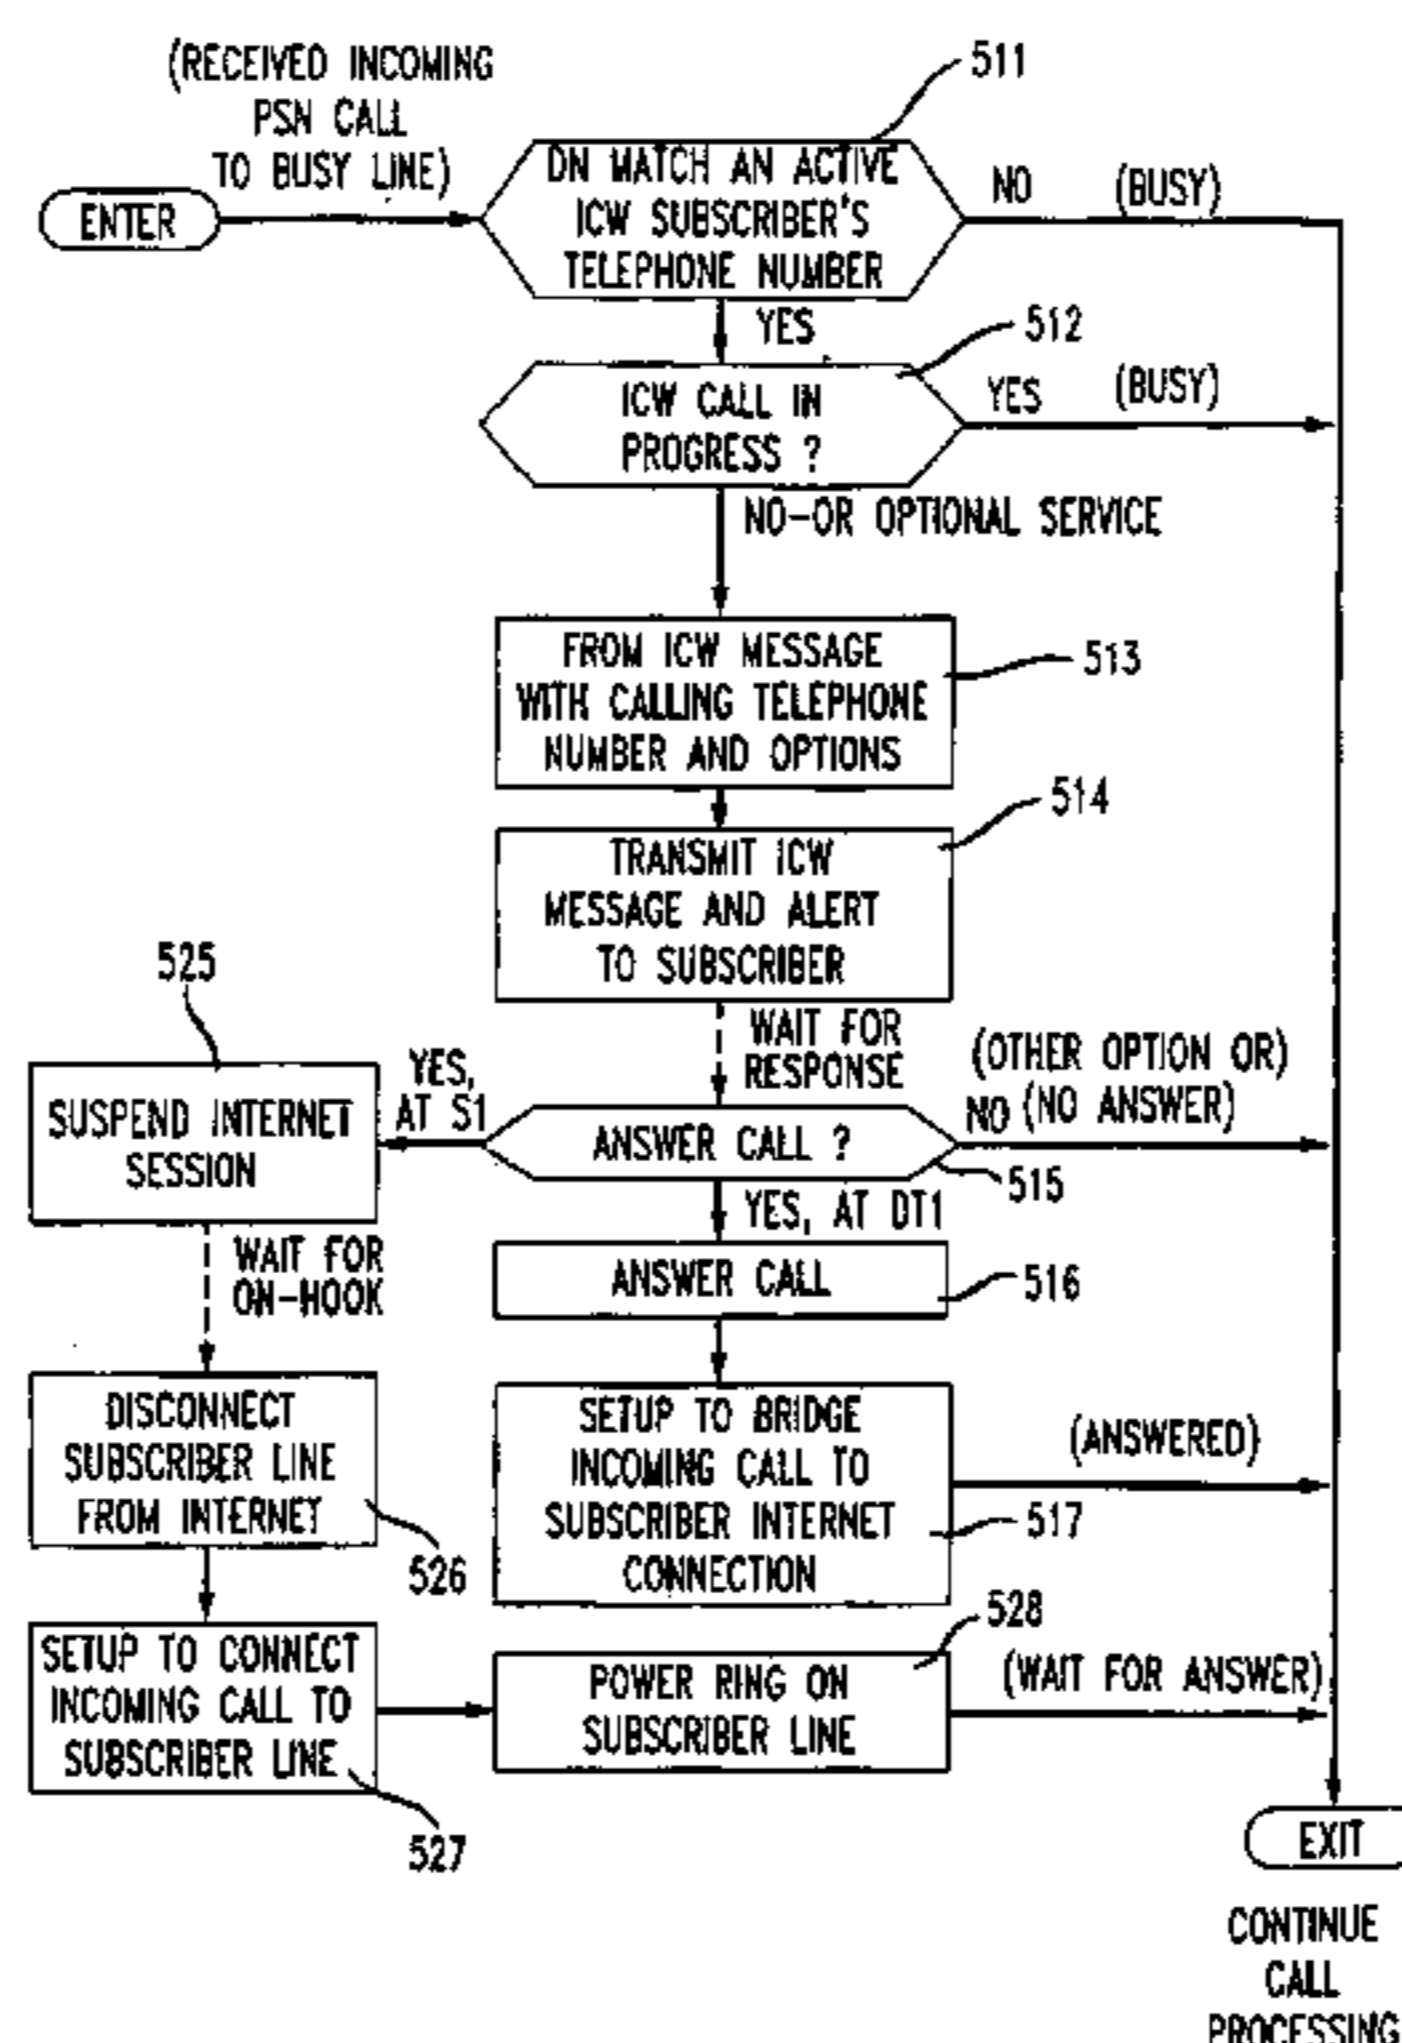 (RECEIVED INCOMING
PSN CALL
TO BUSY LINE)
ENTER
511
DN MATCH AN ACTIVE
ICW SUBSCRIBER'S
TELEPHONE NUMBER
NO (BUSY)
YES
512
ICW CALL IN
PROGRESS ?
YES (BUSY)
NO-OR OPTIONAL SERVICE
FROM ICW MESSAGE
WITH CALLING TELEPHONE
NUMBER AND OPTIONS
513
514
TRANSMIT ICW
MESSAGE AND ALERT
TO SUBSCRIBER
WAIT FOR
RESPONSE
525
SUSPEND INTERNET
SESSION
YES,
AT S1
ANSWER CALL ?
(OTHER OPTION OR)
NO (NO ANSWER)
515
YES, AT DT1
WAIT FOR
ON-HOOK
ANSWER CALL
516
DISCONNECT
SUBSCRIBER LINE
FROM INTERNET
526
SETUP TO BRIDGE
INCOMING CALL TO
SUBSCRIBER INTERNET
CONNECTION
(ANSWERED)
517
SETUP TO CONNECT
INCOMING CALL TO
SUBSCRIBER LINE
527
528
POWER RING ON
SUBSCRIBER LINE
(WAIT FOR ANSWER)
EXIT
CONTINUE
CALL
PROCESSING